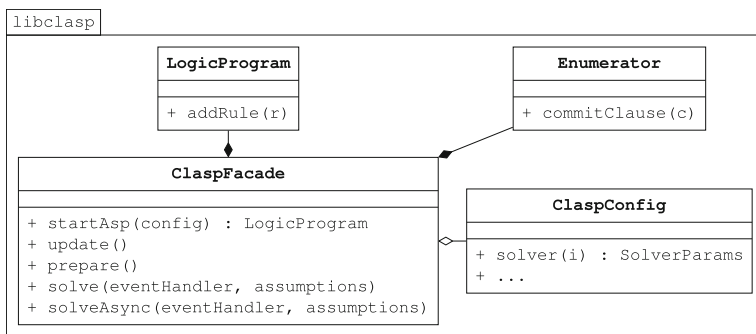 libclasp
LogicProgram
+ addRule(r)
Enumerator
+ commitClause(c)
ClaspFacade
+ startAsp(config) : LogicProgram
+ update()
+ prepare()
+ solve(eventHandler, assumptions)
+ solveAsync(eventHandler, assumptions)
ClaspConfig
+ solver(i) : SolverParams
+ ...